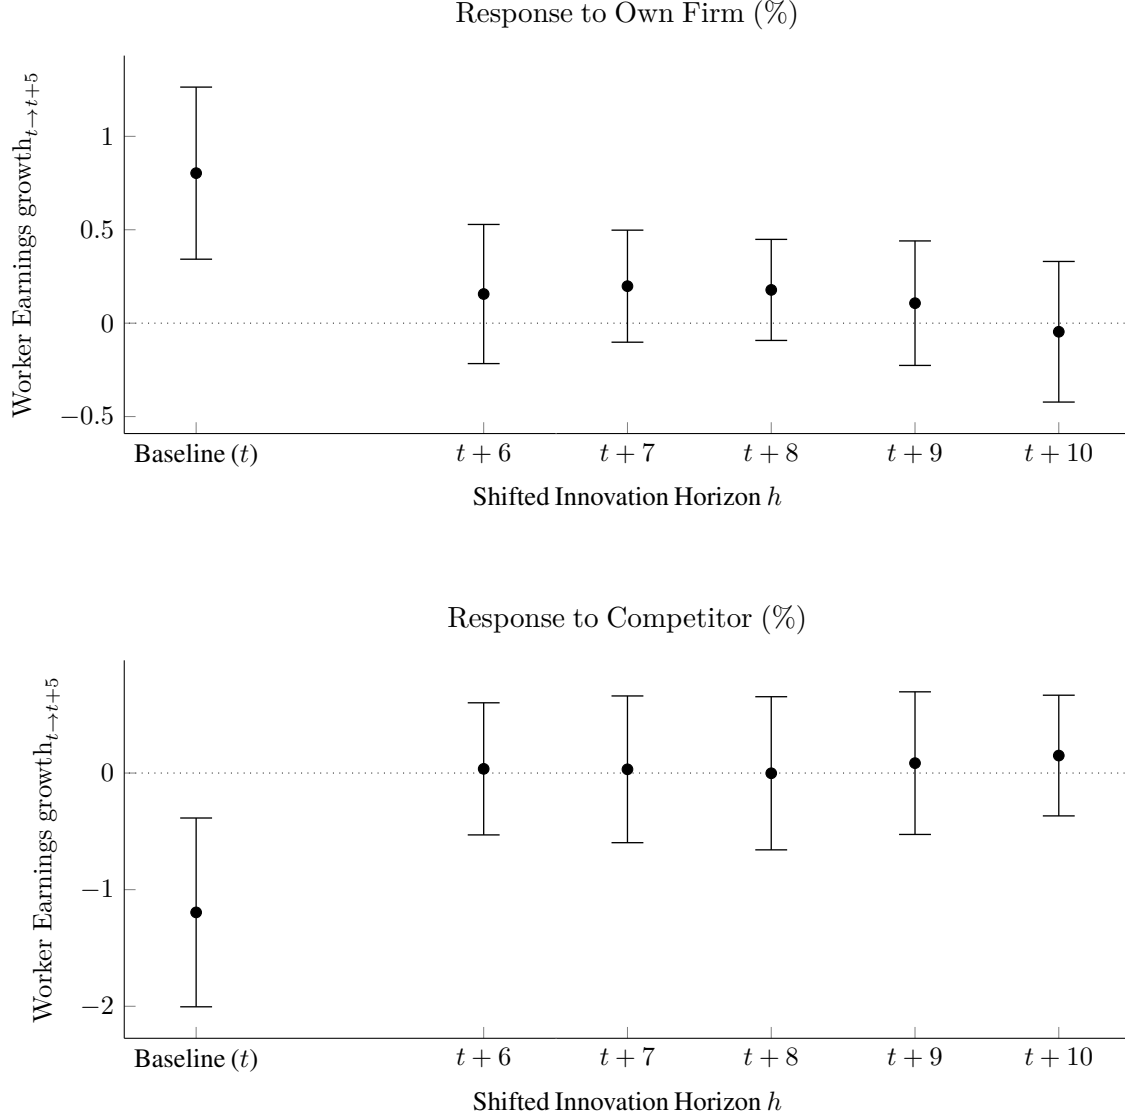 Response to Own Firm (%)
Worker Earnings growth_{t→t+5}
1
0.5
0
−0.5
Baseline (t)
t + 6
t + 7
t + 8
t + 9
t + 10
Shifted Innovation Horizon h
Response to Competitor (%)
Worker Earnings growth_{t→t+5}
0
−1
−2
Baseline (t)
t + 6
t + 7
t + 8
t + 9
t + 10
Shifted Innovation Horizon h